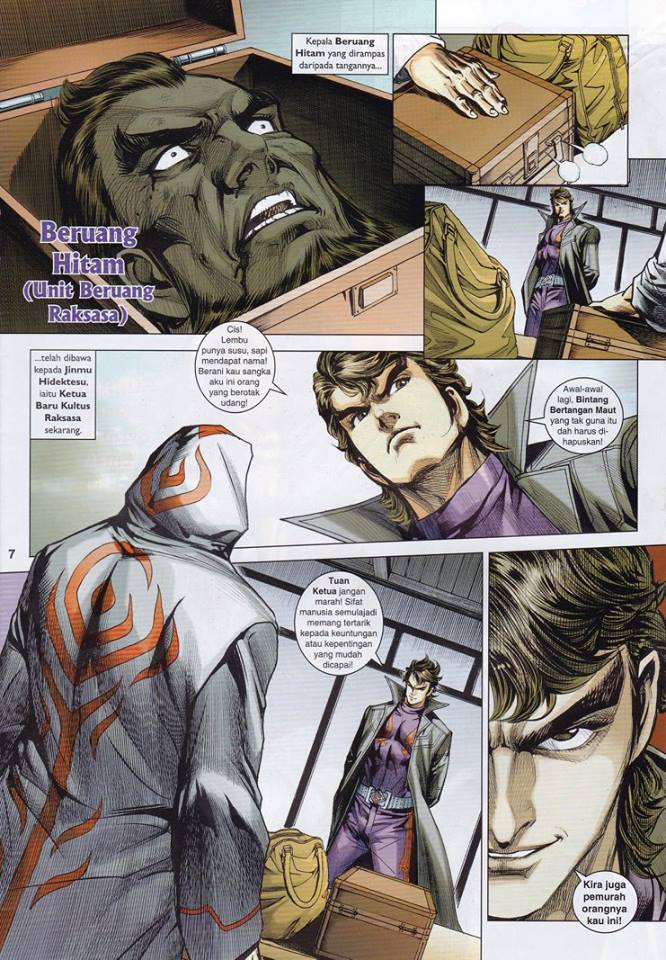 Kepala Beruang
Hitam yang dirampas
daripada tangannya...
Beruang
Hitam
(Unit Beruang
Raksasa)
...telah dibawa
kepada Jinmu
Hidektesu,
iaitu Ketua
Baru Kultus
Raksasa
sekarang.
Cis!
Lembu
punya susu, sapi
mendapat nama!
Berani kau sangka
aku ini orang
yang berotak
udang!
Awal-awal
lagi, Bintang
Bertangan Maut
yang tak guna itu
dah harus di-
hapuskan!
7
Tuan
Ketua jangan
marah! Sifat
manusia semulajadi
memang tertarik
kepada keuntungan
atau kepentingan
yang mudah
dicapai!
Kira juga
pemurah
orangnya
kau ini!